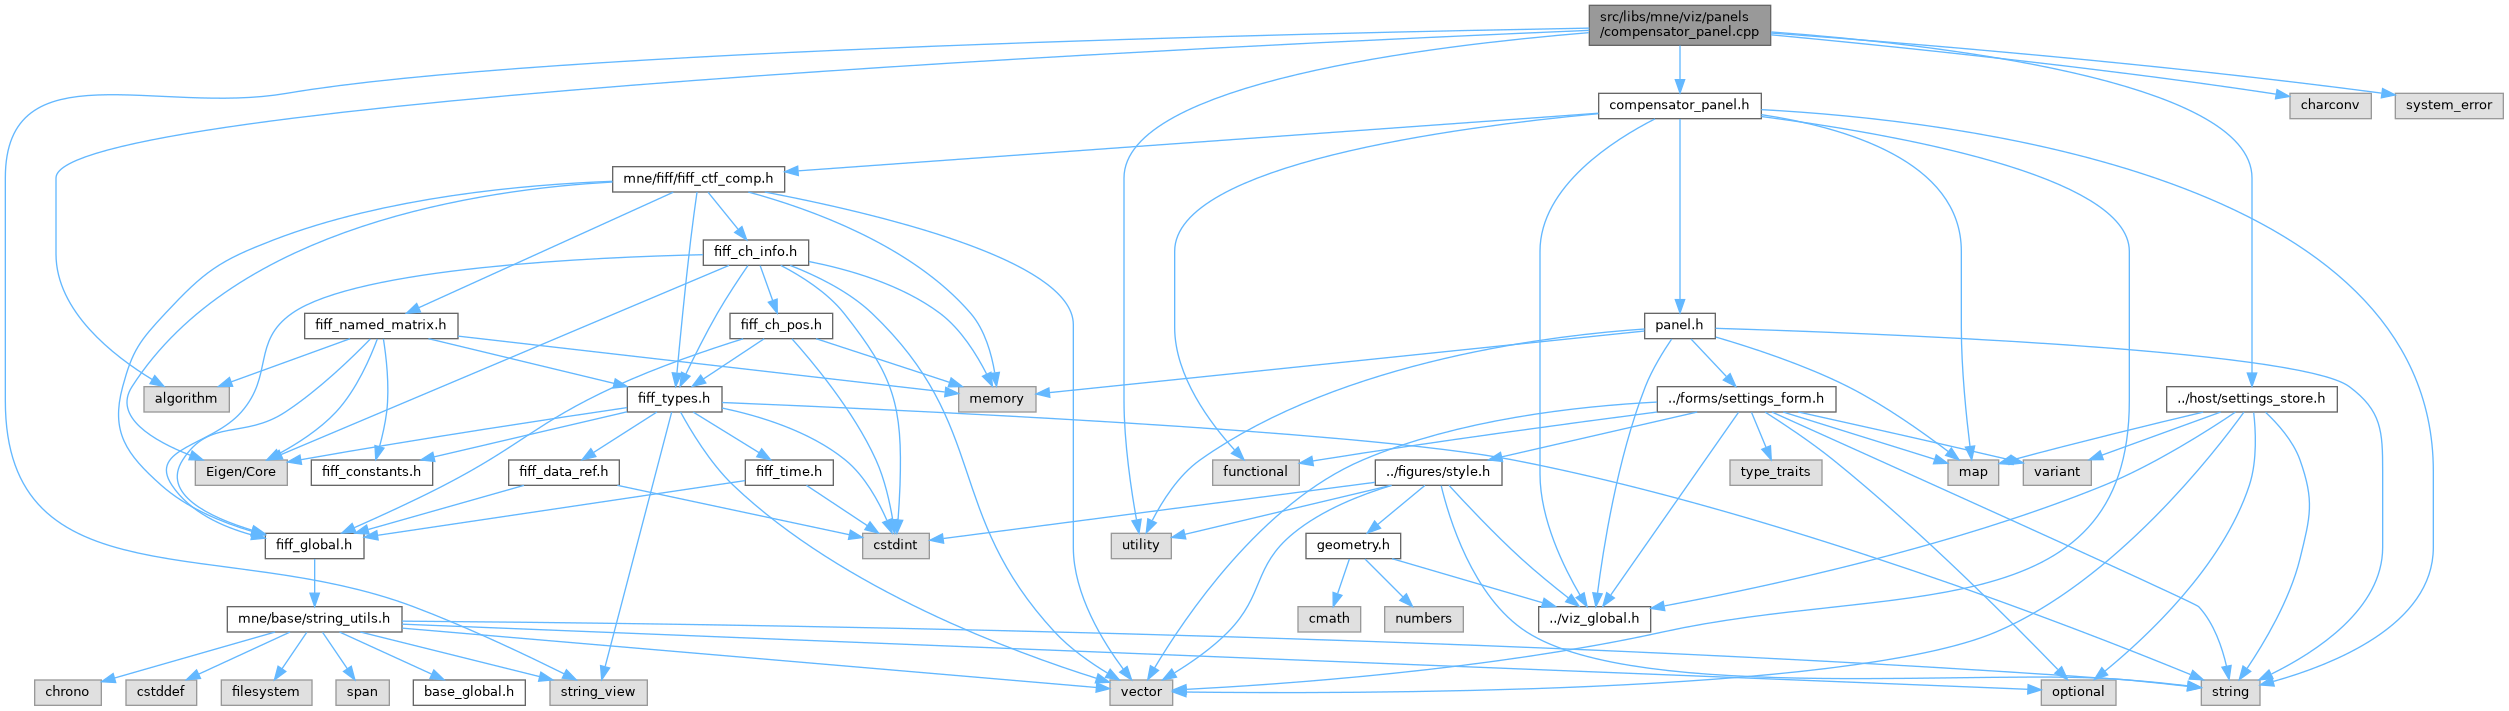 src/libs/mne/viz/panels
/compensator_panel.cpp
compensator_panel.h
charconv
system_error
mne/fiff/fiff_ctf_comp.h
fiff_ch_info.h
fiff_named_matrix.h
fiff_ch_pos.h
panel.h
algorithm
fiff_types.h
memory
../forms/settings_form.h
../host/settings_store.h
Eigen/Core
fiff_constants.h
fiff_data_ref.h
fiff_time.h
functional
../figures/style.h
type_traits
map
variant
fiff_global.h
cstdint
utility
geometry.h
mne/base/string_utils.h
cmath
numbers
../viz_global.h
chrono
cstddef
filesystem
span
base_global.h
string_view
vector
optional
string